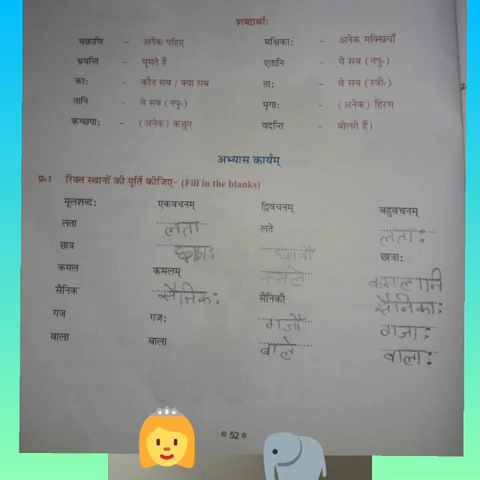 शब्दार्थाः
चक्राणि - अनेक पहिए मक्षिकाः - अनेक मक्खियाँ
भ्रमन्ति - घूमते हैं एतानि - ये सब (नपु॰)
काः - कौन सब / क्या सब ताः - वे सब (स्त्री॰)
तानि - वे सब (नपु॰) मृगाः - (अनेक) हिरण
कच्छपाः - (अनेक) कछुए वदन्ति - बोलते हैं।
अभ्यास कार्यम्
प्र॰1 रिक्त स्थानों की पूर्ति कीजिए- (Fill in the blanks)
मूलशब्दः एकवचनम् द्विवचनम् बहुवचनम्
लता लता लते लताः
छात्र छात्रः छात्रौ छात्राः
कमल कमलम् कमले कमलानि
सैनिक सैनिकः सैनिकौ सैनिकाः
गज गजः गजौ गजाः
बाला बाला बाले बालाः
52